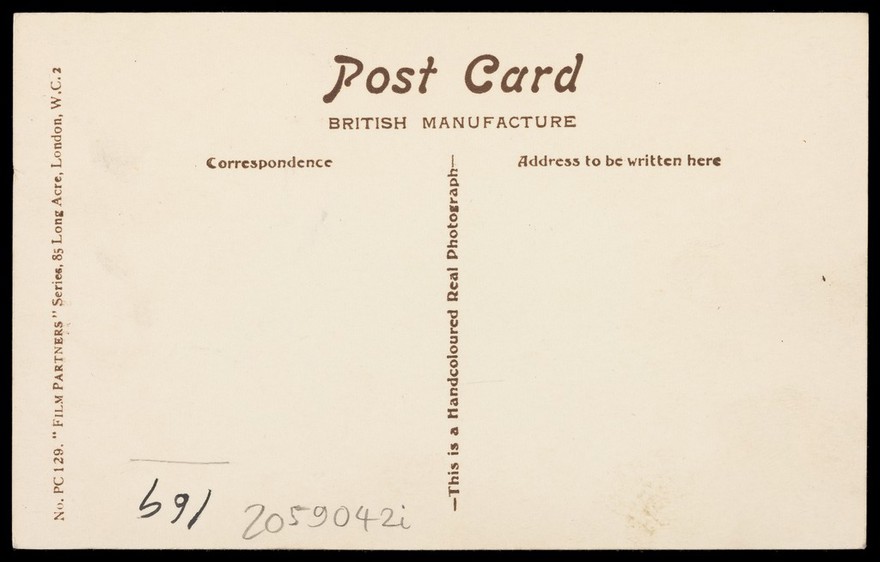 Post Card
BRITISH MANUFACTURE
Correspondence
Address to be written here
No. PC 129. "FILM PARTNERS" Series, 85 Long Acre, London, W.C. 2
—This is a Handcoloured Real Photograph—
2059042i